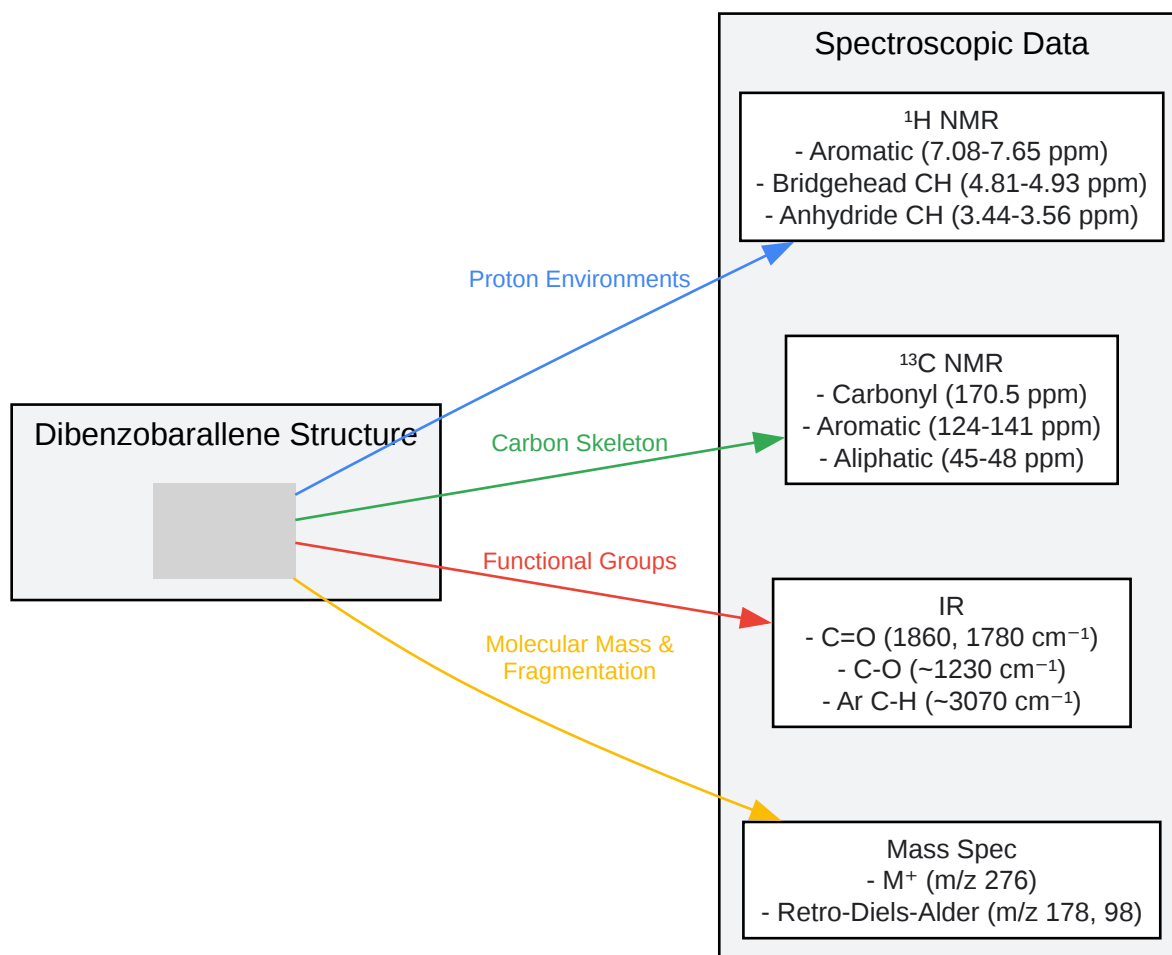 Spectroscopic Data
¹H NMR
- Aromatic (7.08-7.65 ppm)
- Bridgehead CH (4.81-4.93 ppm)
- Anhydride CH (3.44-3.56 ppm)
Proton Environments
¹³C NMR
- Carbonyl (170.5 ppm)
- Aromatic (124-141 ppm)
- Aliphatic (45-48 ppm)
Dibenzobarallene Structure
Carbon Skeleton
Functional Groups
IR
- C=O (1860, 1780 cm⁻¹)
- C-O (~1230 cm⁻¹)
- Ar C-H (~3070 cm⁻¹)
Molecular Mass &
Fragmentation
Mass Spec
- M⁺ (m/z 276)
- Retro-Diels-Alder (m/z 178, 98)